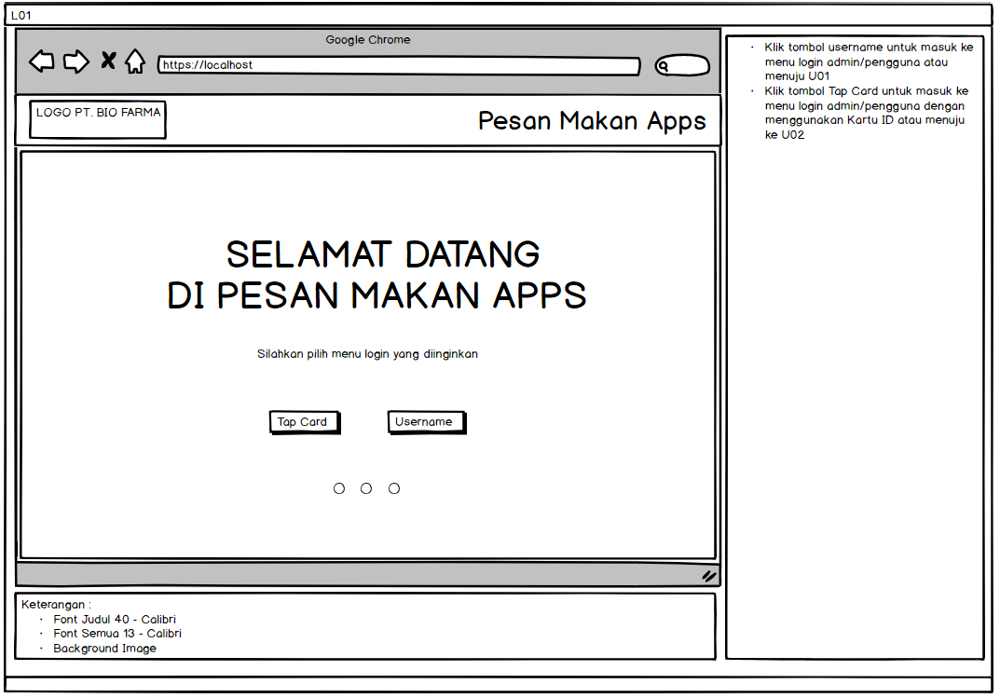 L01
Google Chrome
https://localhost
LOGO PT. BIO FARMA
Pesan Makan Apps
SELAMAT DATANG
DI PESAN MAKAN APPS
Silahkan pilih menu login yang diinginkan
Tap Card
Username
Keterangan :
· Font Judul 40 - Calibri
· Font Semua 13 - Calibri
· Background Image
· Klik tombol username untuk masuk ke
menu login admin/pengguna atau
menuju U01
· Klik tombol Tap Card untuk masuk ke
menu login admin/pengguna dengan
menggunakan Kartu ID atau menuju
ke U02